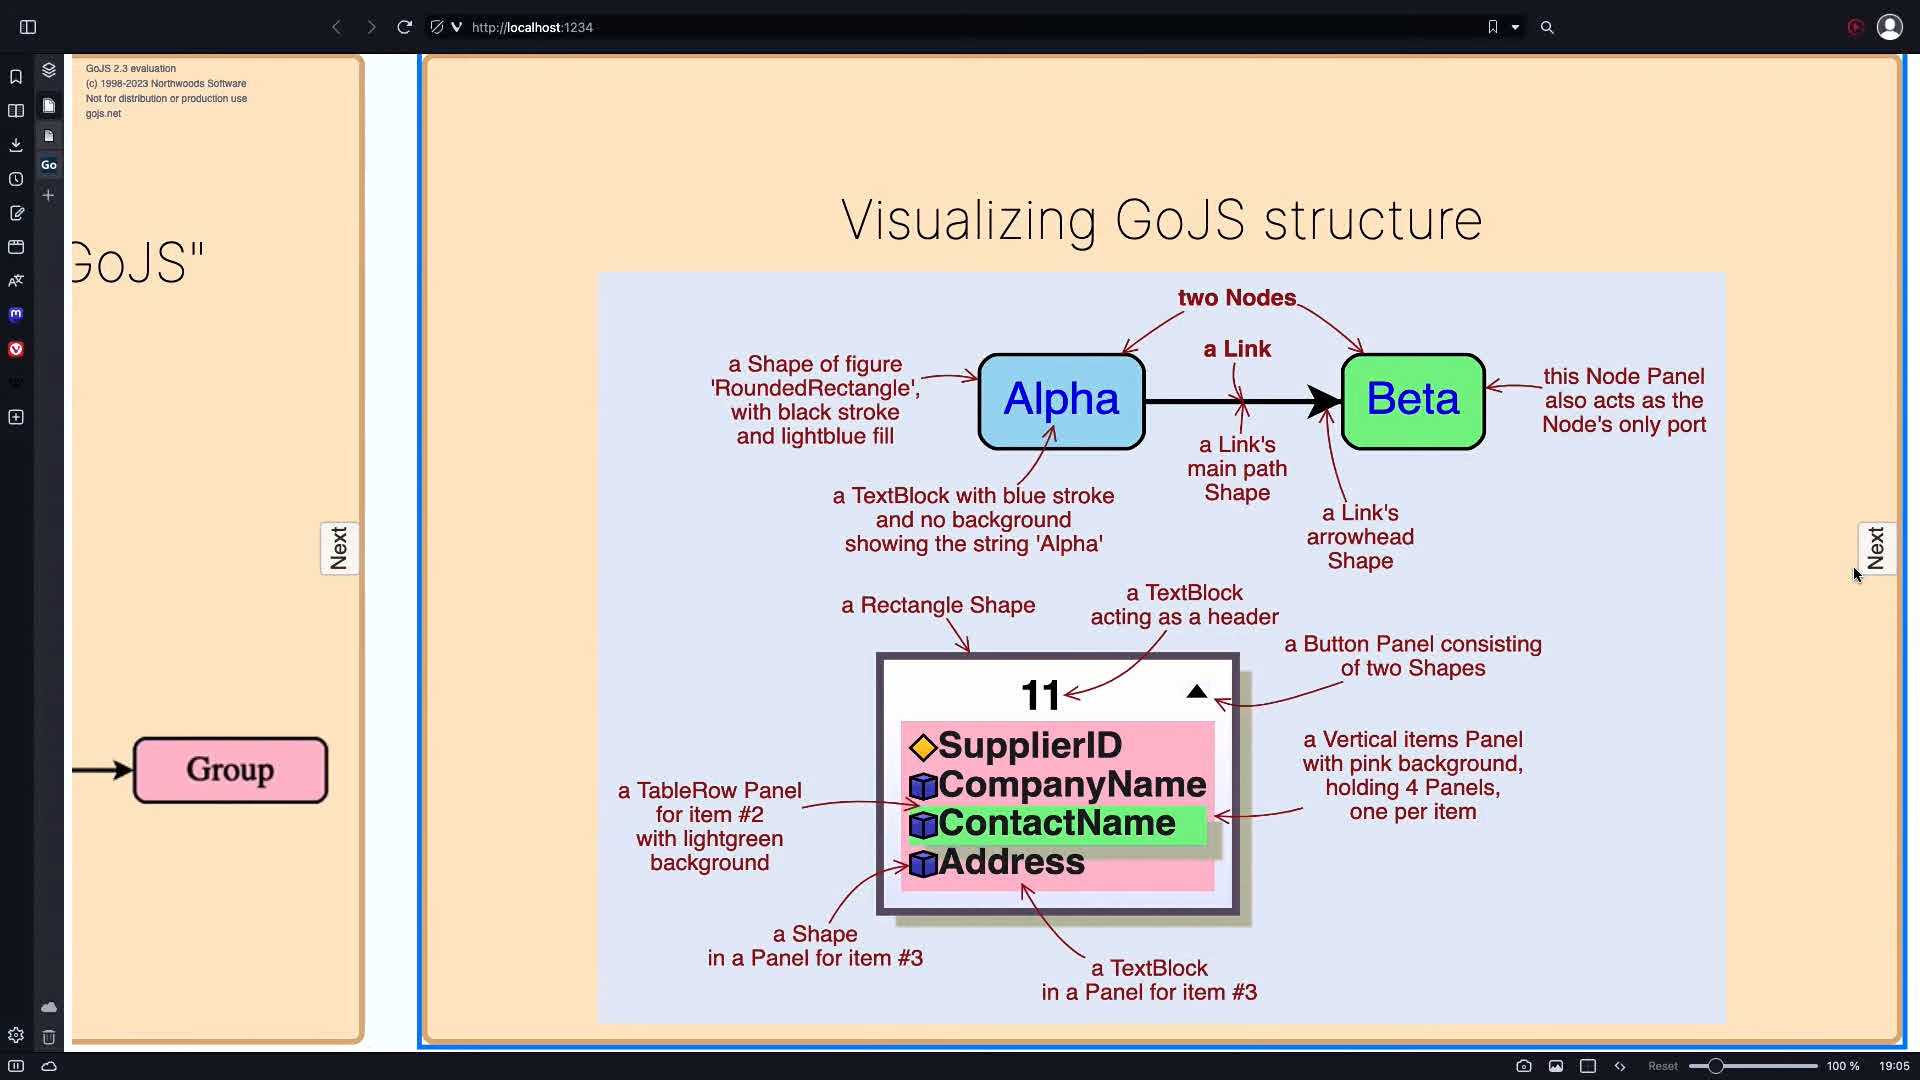 http://localhost:1234
GoJS 2.3 evaluation
(c) 1998-2023 Northwoods Software
Not for distribution or production use
gojs.net
Go
GoJS"
Next
Group
Visualizing GoJS structure
two Nodes
a Link
a Shape of figure
'RoundedRectangle',
with black stroke
and lightblue fill
Alpha
Beta
this Node Panel
also acts as the
Node's only port
a Link's
main path
Shape
a TextBlock with blue stroke
and no background
showing the string 'Alpha'
a Link's
arrowhead
Shape
a Rectangle Shape
a TextBlock
acting as a header
a Button Panel consisting
of two Shapes
11
SupplierID
CompanyName
ContactName
Address
a Vertical items Panel
with pink background,
holding 4 Panels,
one per item
a TableRow Panel
for item #2
with lightgreen
background
a Shape
in a Panel for item #3
a TextBlock
in a Panel for item #3
Next
Reset
100 %
19:05